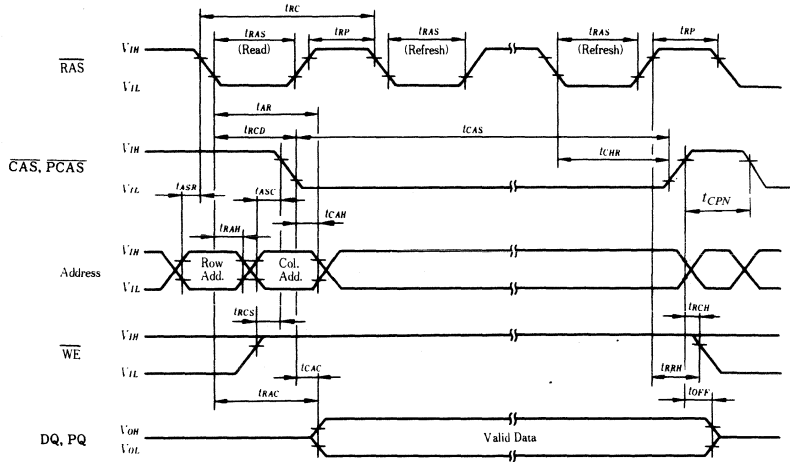 tRC
tRAS tRP tRAS tRAS tRP
(Read) (Refresh) (Refresh)
RAS VIH
VIL
tAR
tRCD tCAS
CAS, PCAS VIH
tCHR
VIL
tASR tASC tCPN
tCAH
tRAH
Address VIH
Row Add. Col. Add.
VIL
tRCS tRCH
WE VIH
VIL
tCAC tRRH
tRAC tOFF
DQ, PQ VOH
Valid Data
VOL